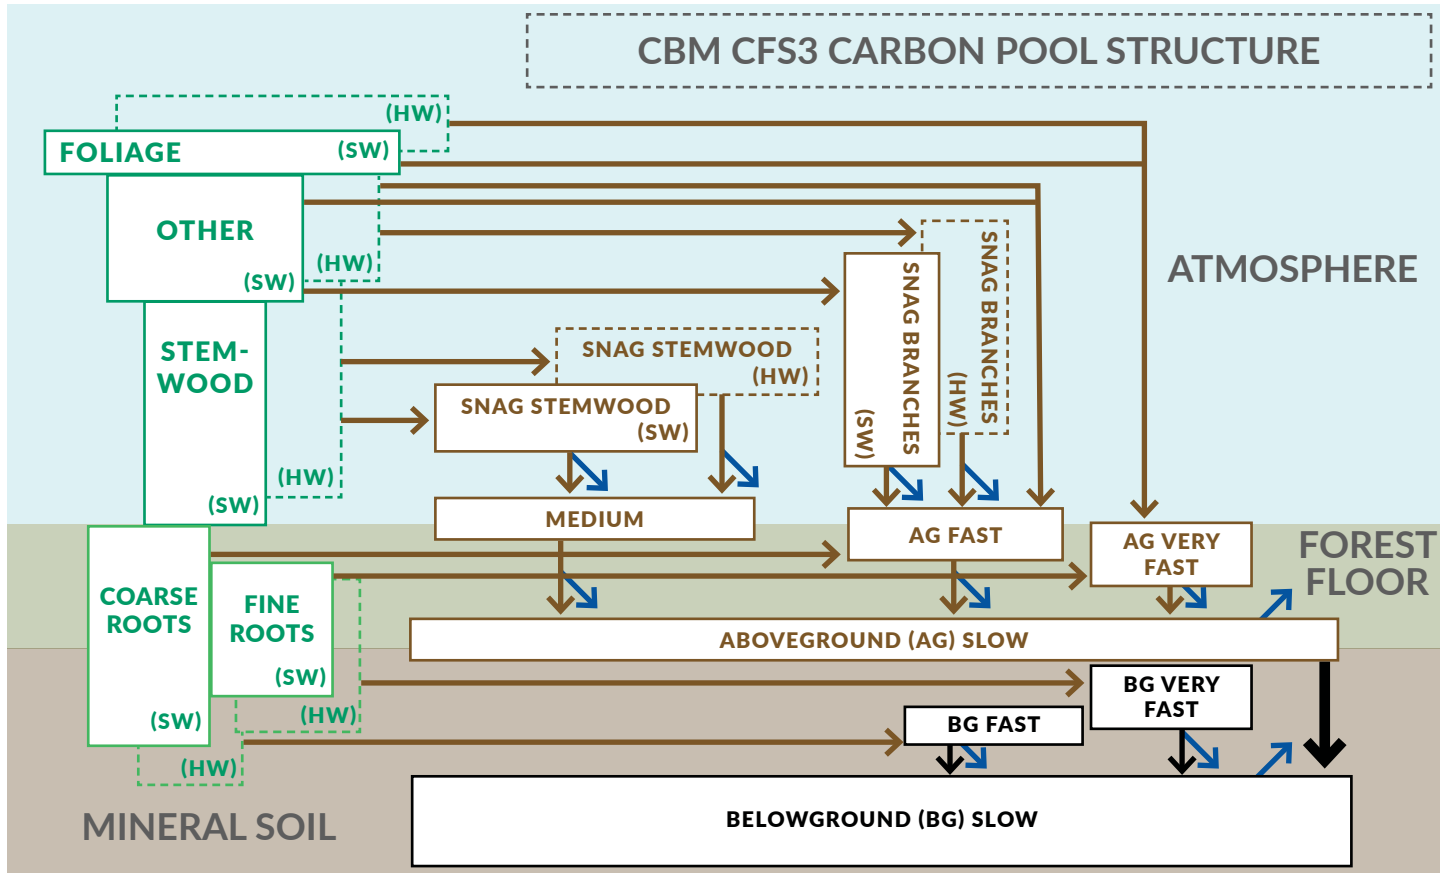 CBM CFS3 CARBON POOL STRUCTURE
(HW)
FOLIAGE
(SW)
OTHER
(HW)
(SW)
ATMOSPHERE
SNAG BRANCHES
(HW)
SNAG BRANCHES
(SW)
STEM-
WOOD
(HW)
(SW)
SNAG STEMWOOD
(HW)
SNAG STEMWOOD
(SW)
MEDIUM
AG FAST
AG VERY
FAST
FOREST
FLOOR
COARSE
ROOTS
(SW)
(HW)
FINE
ROOTS
(SW)
(HW)
ABOVEGROUND (AG) SLOW
BG VERY
FAST
BG FAST
MINERAL SOIL
BELOWGROUND (BG) SLOW